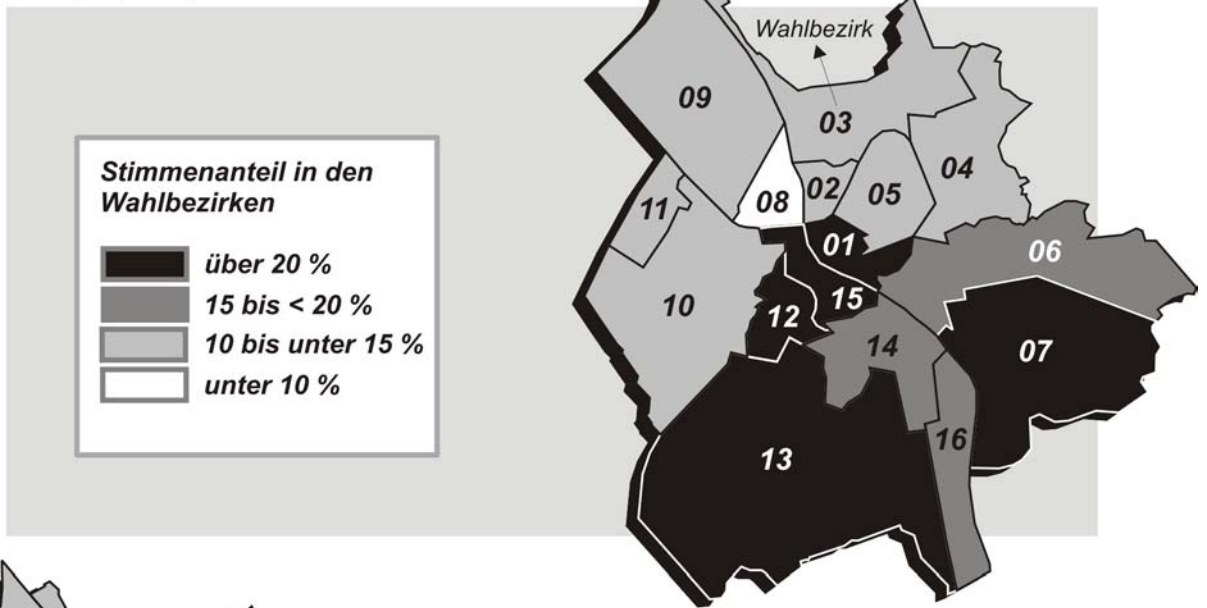 Wahlbezirk
09
03
04
02
05
11
08
01
06
10
15
12
14
07
16
13
Stimmenanteil in den
Wahlbezirken
über 20 %
15 bis < 20 %
10 bis unter 15 %
unter 10 %